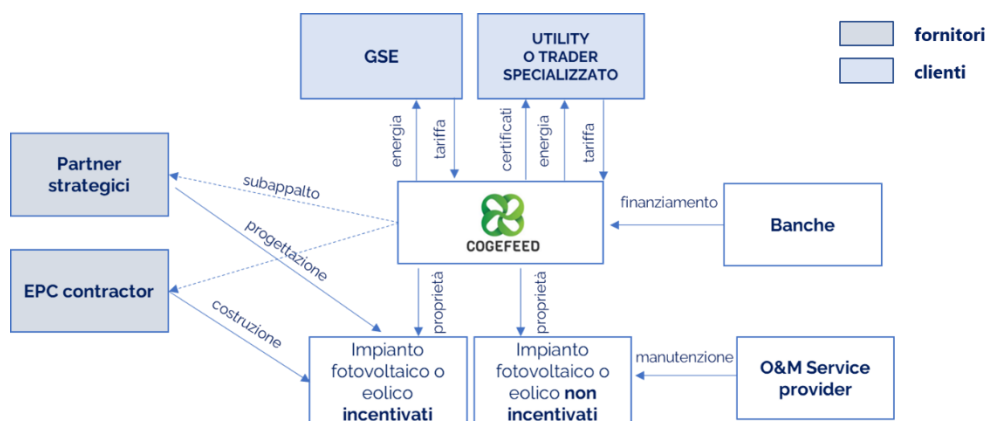 GSE
UTILITY
O TRADER
SPECIALIZZATO
fornitori
clienti
energia
tariffa
certificati
energia
tariffa
Partner
strategici
subappalto
progettazione
COGEFEED
finanziamento
Banche
EPC contractor
costruzione
proprietà
proprietà
Impianto
fotovoltaico o
eolico
incentivati
Impianto
fotovoltaico o
eolico non
incentivati
manutenzione
O&M Service
provider